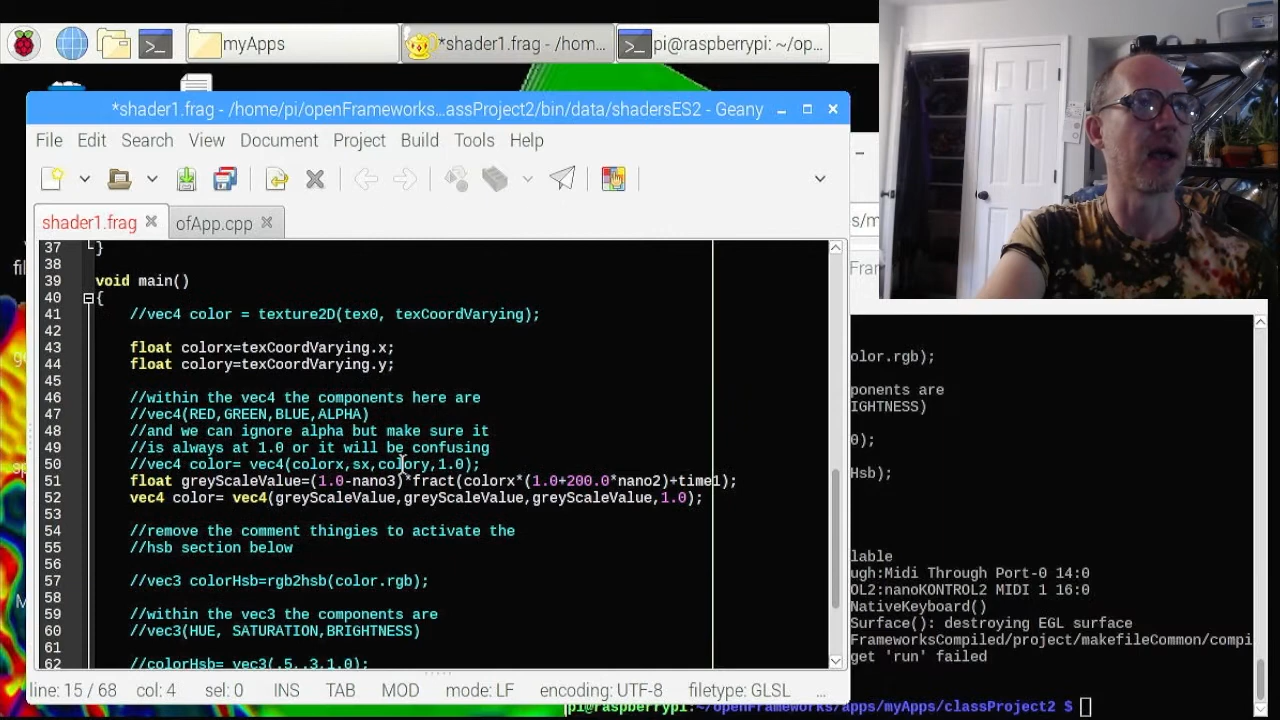 myApps
*shader1.frag - /hom...
pi@raspberrypi: ~/op...
*shader1.frag - /home/pi/openFrameworks...assProject2/bin/data/shadersES2 - Geany
File Edit Search View Document Project Build Tools Help
shader1.frag
ofApp.cpp
37 }
38
39 void main()
40 {
41 //vec4 color = texture2D(tex0, texCoordVarying);
42
43 float colorx=texCoordVarying.x;
44 float colory=texCoordVarying.y;
45
46 //within the vec4 the components here are
47 //vec4(RED,GREEN,BLUE,ALPHA)
48 //and we can ignore alpha but make sure it
49 //is always at 1.0 or it will be confusing
50 //vec4 color= vec4(colorx,sx,colory,1.0);
51 float greyScaleValue=(1.0-nano3)*fract(colorx*(1.0+200.0*nano2)+time1);
52 vec4 color= vec4(greyScaleValue,greyScaleValue,greyScaleValue,1.0);
53
54 //remove the comment thingies to activate the
55 //hsb section below
56
57 //vec3 colorHsb=rgb2hsb(color.rgb);
58
59 //within the vec3 the components are
60 //vec3(HUE, SATURATION,BRIGHTNESS)
61
62 //colorHsb= vec3(.5,.3,1.0);
line: 15 / 68 col: 4 sel: 0 INS TAB MOD mode: LF encoding: UTF-8 filetype: GLSL ...
s/m
Fran
olor.rgb);
ponents are
IGHTNESS)
0);
Hsb);
lable
ugh:Midi Through Port-0 14:0
OL2:nanoKONTROL2 MIDI 1 16:0
NativeKeyboard()
Surface(): destroying EGL surface
FrameworksCompiled/project/makefileCommon/compi
get 'run' failed
pi@raspberrypi:~/openFrameworks/apps/myApps/classProject2 $